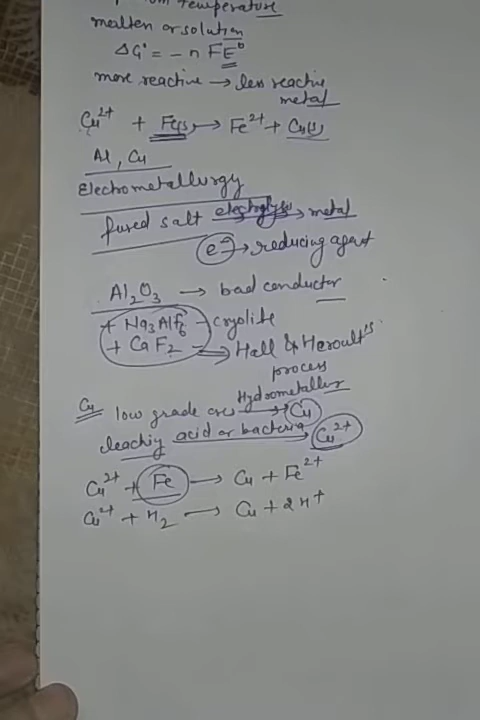 temperature
molten or solution
ΔG° = - n FE°
more reactive → less reactive
metal
Cu²⁺ + Fe(s) → Fe²⁺ + Cu(s)
Al, Cu
Electrometallurgy
fused salt electrolysis → metal
e⁻ → reducing agent
Al₂O₃ → bad conductor
+ Na₃AlF₆ → cryolite
+ CaF₂ → Hall & Heroult's
process
Cu low grade ores Hydrometallur → Cu
leaching acid or bacteria → Cu²⁺
Cu²⁺ + Fe → Cu + Fe²⁺
Cu²⁺ + H₂ → Cu + 2H⁺